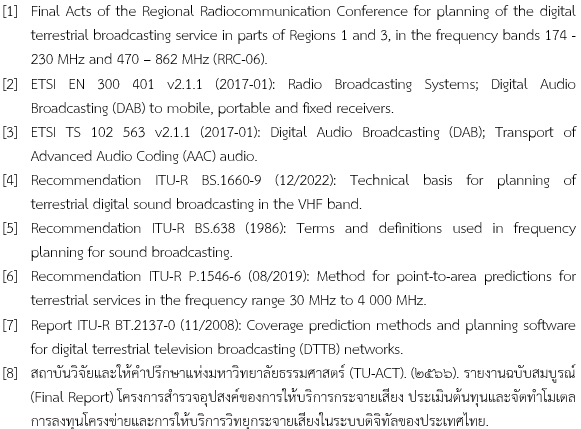 [1] Final Acts of the Regional Radiocommunication Conference for planning of the digital
terrestrial broadcasting service in parts of Regions 1 and 3, in the frequency bands 174 -
230 MHz and 470 – 862 MHz (RRC-06).
[2] ETSI EN 300 401 v2.1.1 (2017-01): Radio Broadcasting Systems; Digital Audio
Broadcasting (DAB) to mobile, portable and fixed receivers.
[3] ETSI TS 102 563 v2.1.1 (2017-01): Digital Audio Broadcasting (DAB); Transport of
Advanced Audio Coding (AAC) audio.
[4] Recommendation ITU-R BS.1660-9 (12/2022): Technical basis for planning of
terrestrial digital sound broadcasting in the VHF band.
[5] Recommendation ITU-R BS.638 (1986): Terms and definitions used in frequency
planning for sound broadcasting.
[6] Recommendation ITU-R P.1546-6 (08/2019): Method for point-to-area predictions for
terrestrial services in the frequency range 30 MHz to 4 000 MHz.
[7] Report ITU-R BT.2137-0 (11/2008): Coverage prediction methods and planning software
for digital terrestrial television broadcasting (DTTB) networks.
[8] สถาบันวิจัยและให้คำปรึกษาแห่งมหาวิทยาลัยธรรมศาสตร์ (TU-ACT). (๒๕๖๖). รายงานฉบับสมบูรณ์
(Final Report) โครงการสำรวจอุปสงค์ของการให้บริการกระจายเสียง ประเมินต้นทุนและจัดทำโมเดล
การลงทุนโครงข่ายและการให้บริการวิทยุกระจายเสียงในระบบดิจิทัลของประเทศไทย.